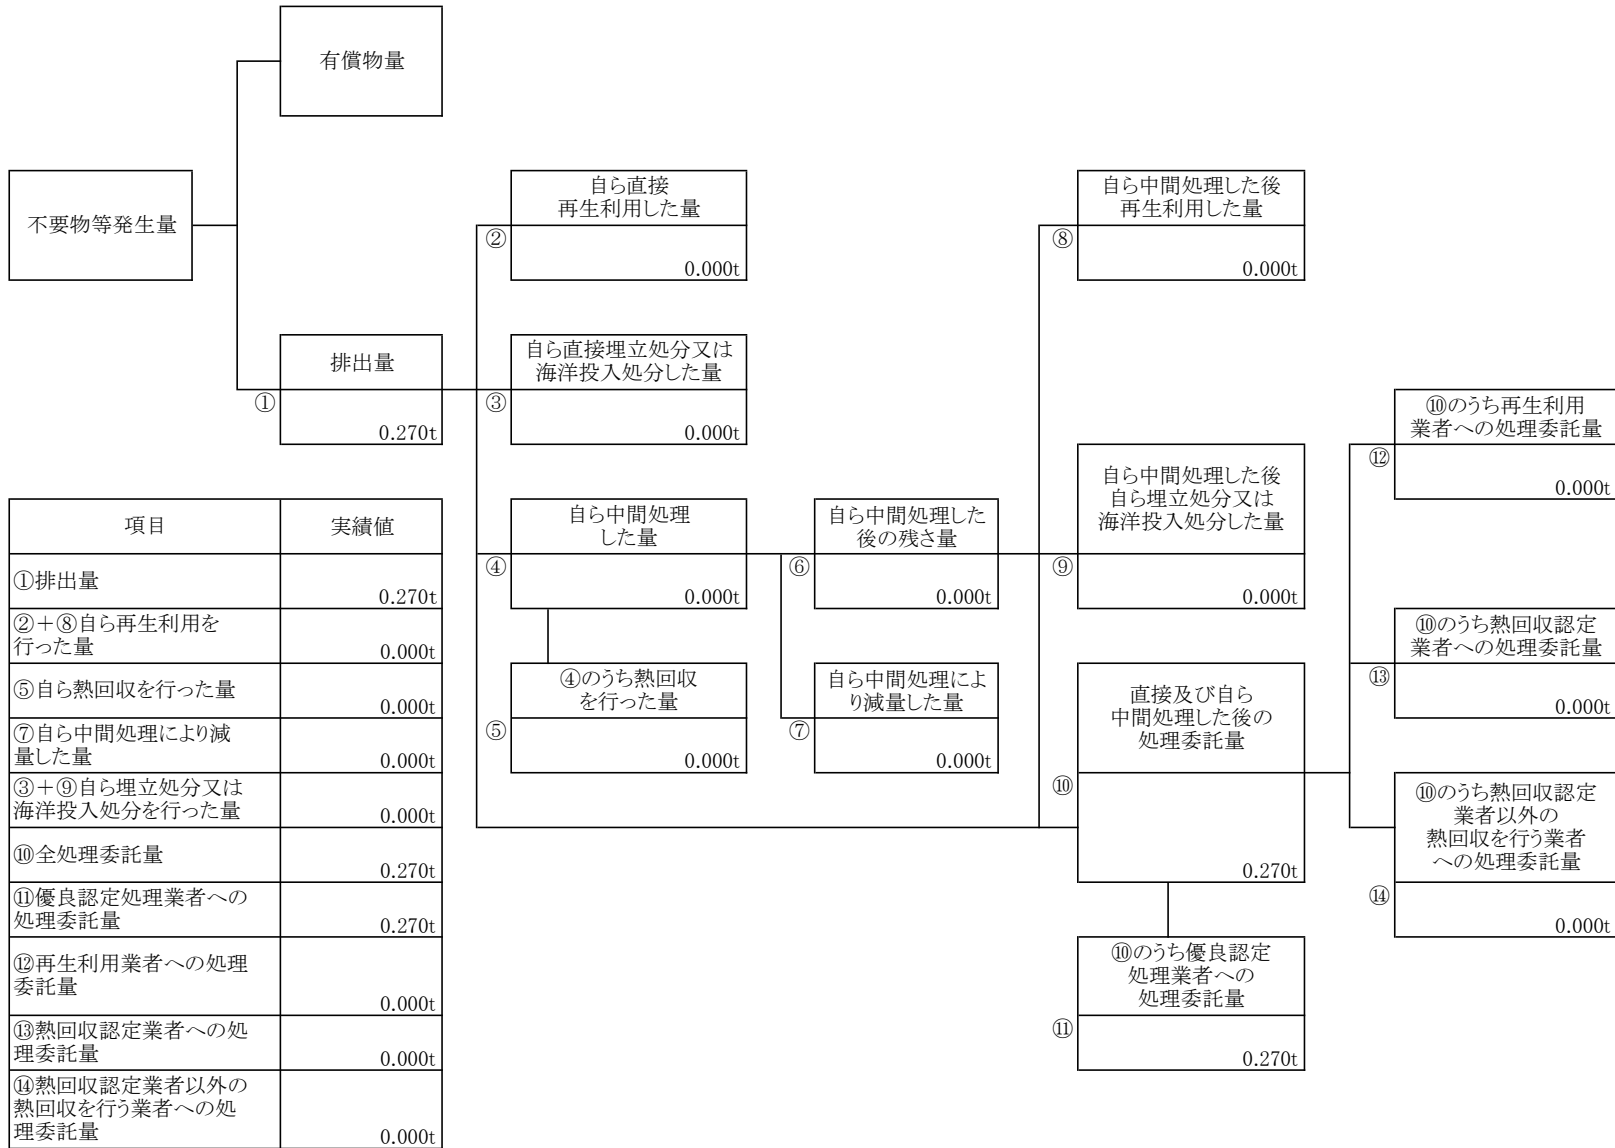 有償物量
不要物等発生量
自ら直接
再生利用した量
②
0.000t
自ら中間処理した後
再生利用した量
⑧
0.000t
排出量
①
0.270t
自ら直接埋立処分又は
海洋投入処分した量
③
0.000t
⑩のうち再生利用
業者への処理委託量
⑫
0.000t
自ら中間処理
した量
④
0.000t
自ら中間処理した
後の残さ量
⑥
0.000t
自ら中間処理した後
自ら埋立処分又は
海洋投入処分した量
⑨
0.000t
⑩のうち熱回収認定
業者への処理委託量
⑬
0.000t
④のうち熱回収
を行った量
⑤
0.000t
自ら中間処理によ
り減量した量
⑦
0.000t
直接及び自ら
中間処理した後の
処理委託量
⑩
0.270t
⑩のうち熱回収認定
業者以外の
熱回収を行う業者
への処理委託量
⑭
0.000t
⑩のうち優良認定
処理業者への
処理委託量
⑪
0.270t
項目
実績値
①排出量
0.270t
②+⑧自ら再生利用を
行った量
0.000t
⑤自ら熱回収を行った量
0.000t
⑦自ら中間処理により減
量した量
0.000t
③+⑨自ら埋立処分又は
海洋投入処分を行った量
0.000t
⑩全処理委託量
0.270t
⑪優良認定処理業者への
処理委託量
0.270t
⑫再生利用業者への処理
委託量
0.000t
⑬熱回収認定業者への処
理委託量
0.000t
⑭熱回収認定業者以外の
熱回収を行う業者への処
理委託量
0.000t